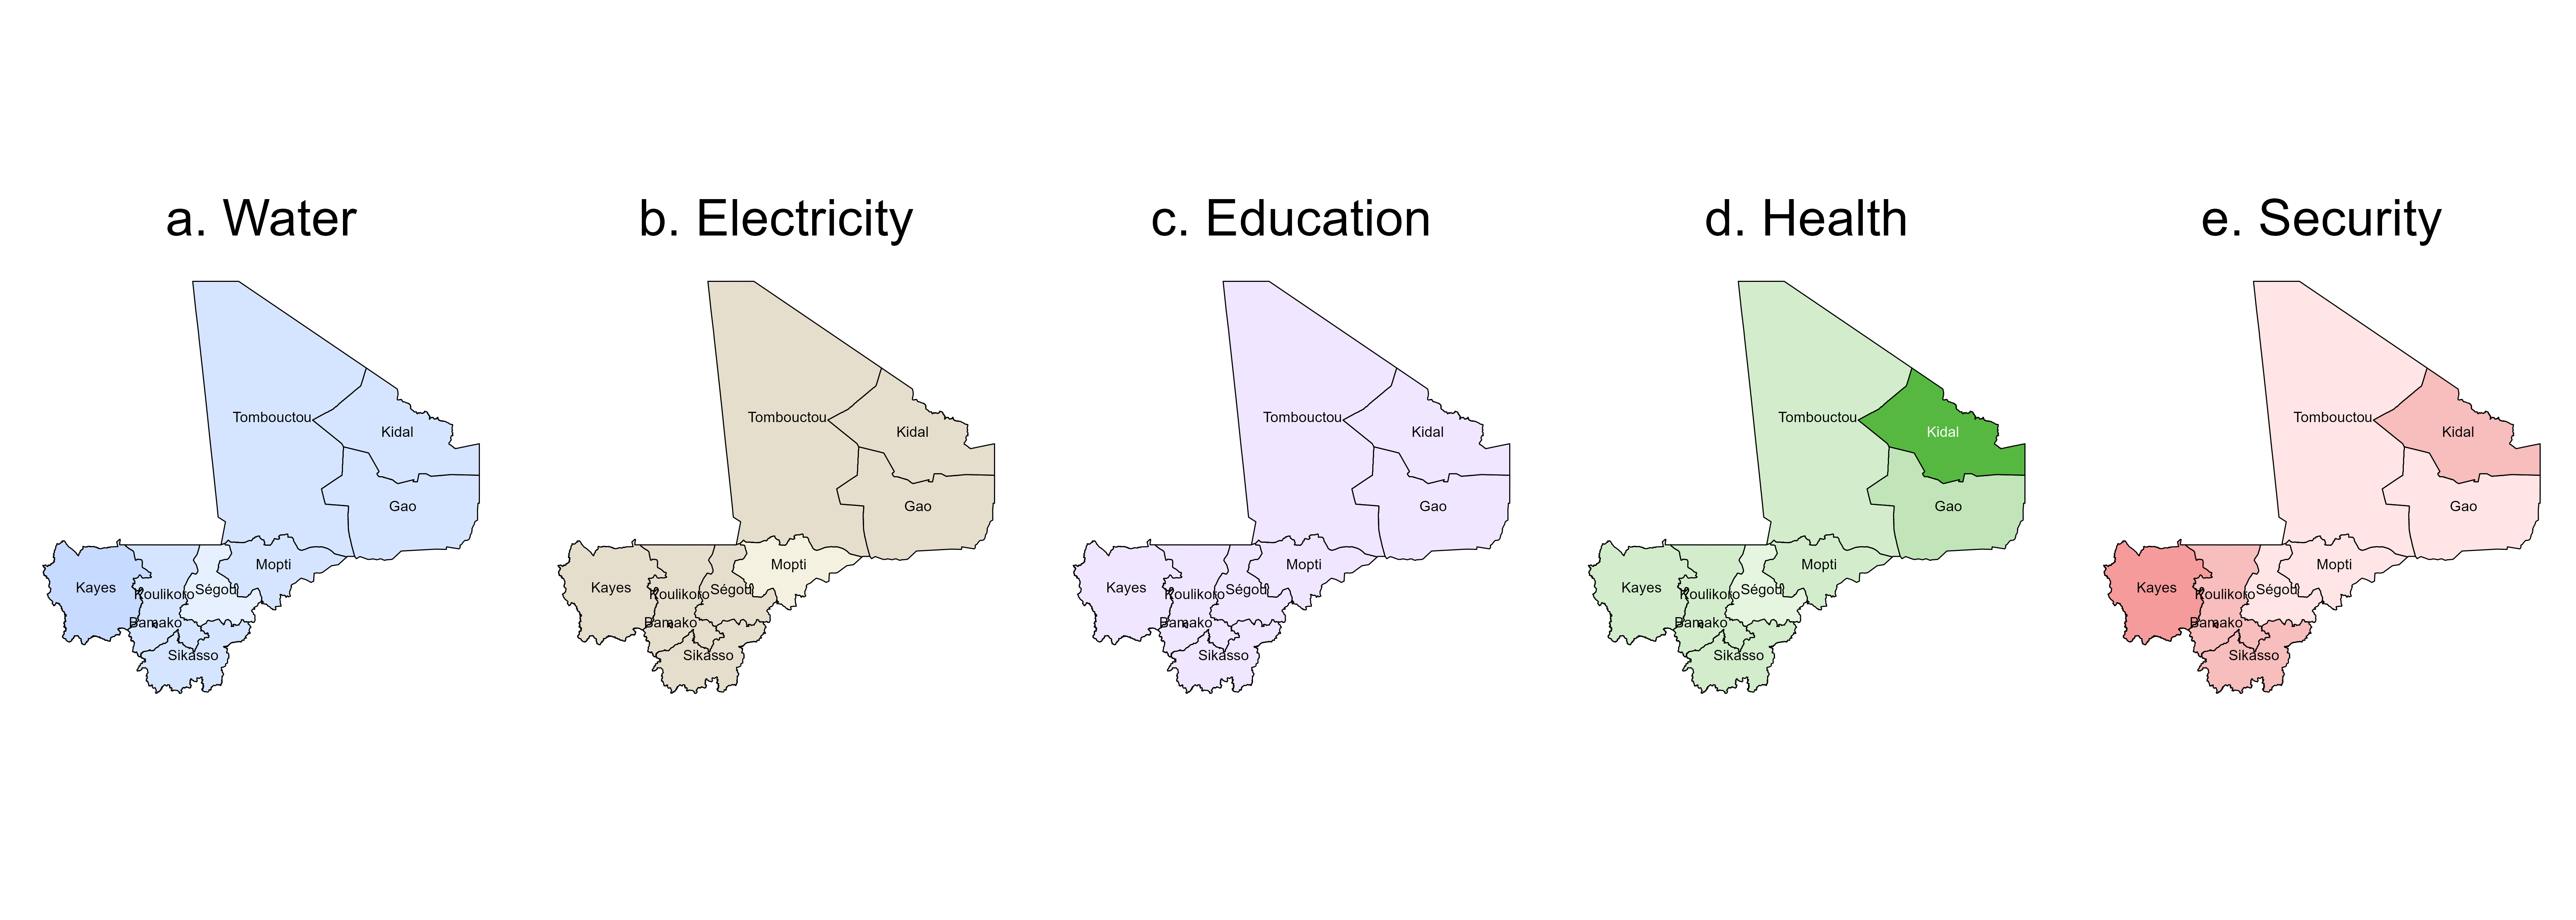 a. Water
b. Electricity
c. Education
d. Health
e. Security
Tombouctou
Kidal
Gao
Mopti
Kayes
Ségou
Koulikoro
Bamako
Sikasso
Tombouctou
Kidal
Gao
Mopti
Kayes
Ségou
Koulikoro
Bamako
Sikasso
Tombouctou
Kidal
Gao
Mopti
Kayes
Ségou
Koulikoro
Bamako
Sikasso
Tombouctou
Kidal
Gao
Mopti
Kayes
Ségou
Koulikoro
Bamako
Sikasso
Tombouctou
Kidal
Gao
Mopti
Kayes
Ségou
Koulikoro
Bamako
Sikasso